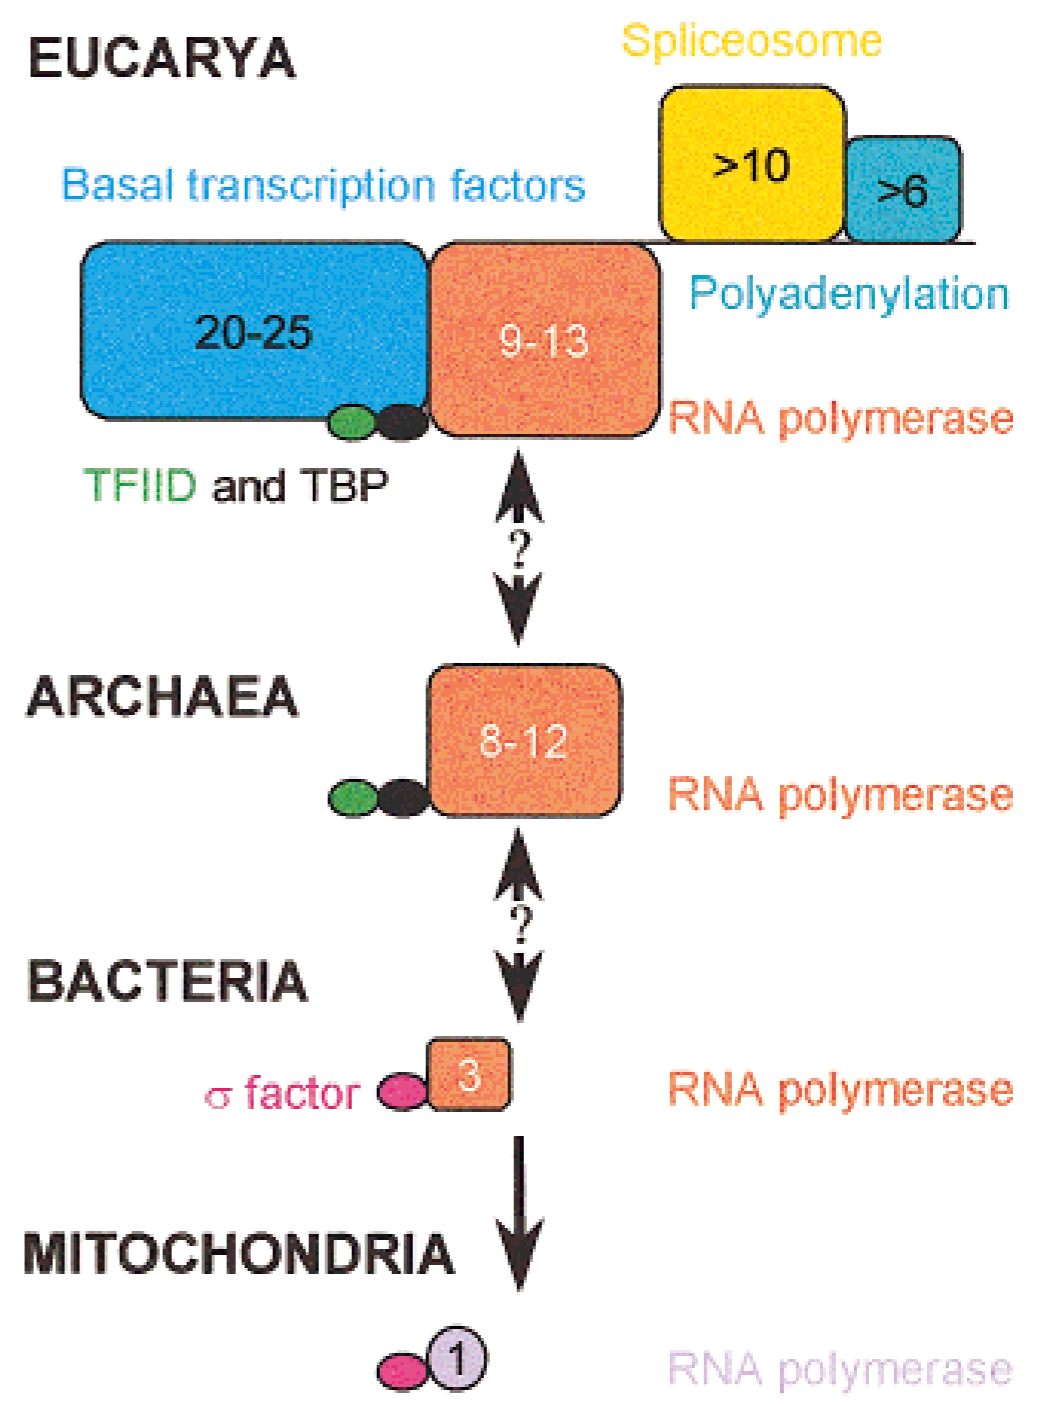 EUCARYA
Spliceosome
>10
>6
Basal transcription factors
Polyadenylation
20-25
9-13
RNA polymerase
TFIID and TBP
?
ARCHAEA
8-12
RNA polymerase
?
BACTERIA
σ factor
3
RNA polymerase
MITOCHONDRIA
1
RNA polymerase